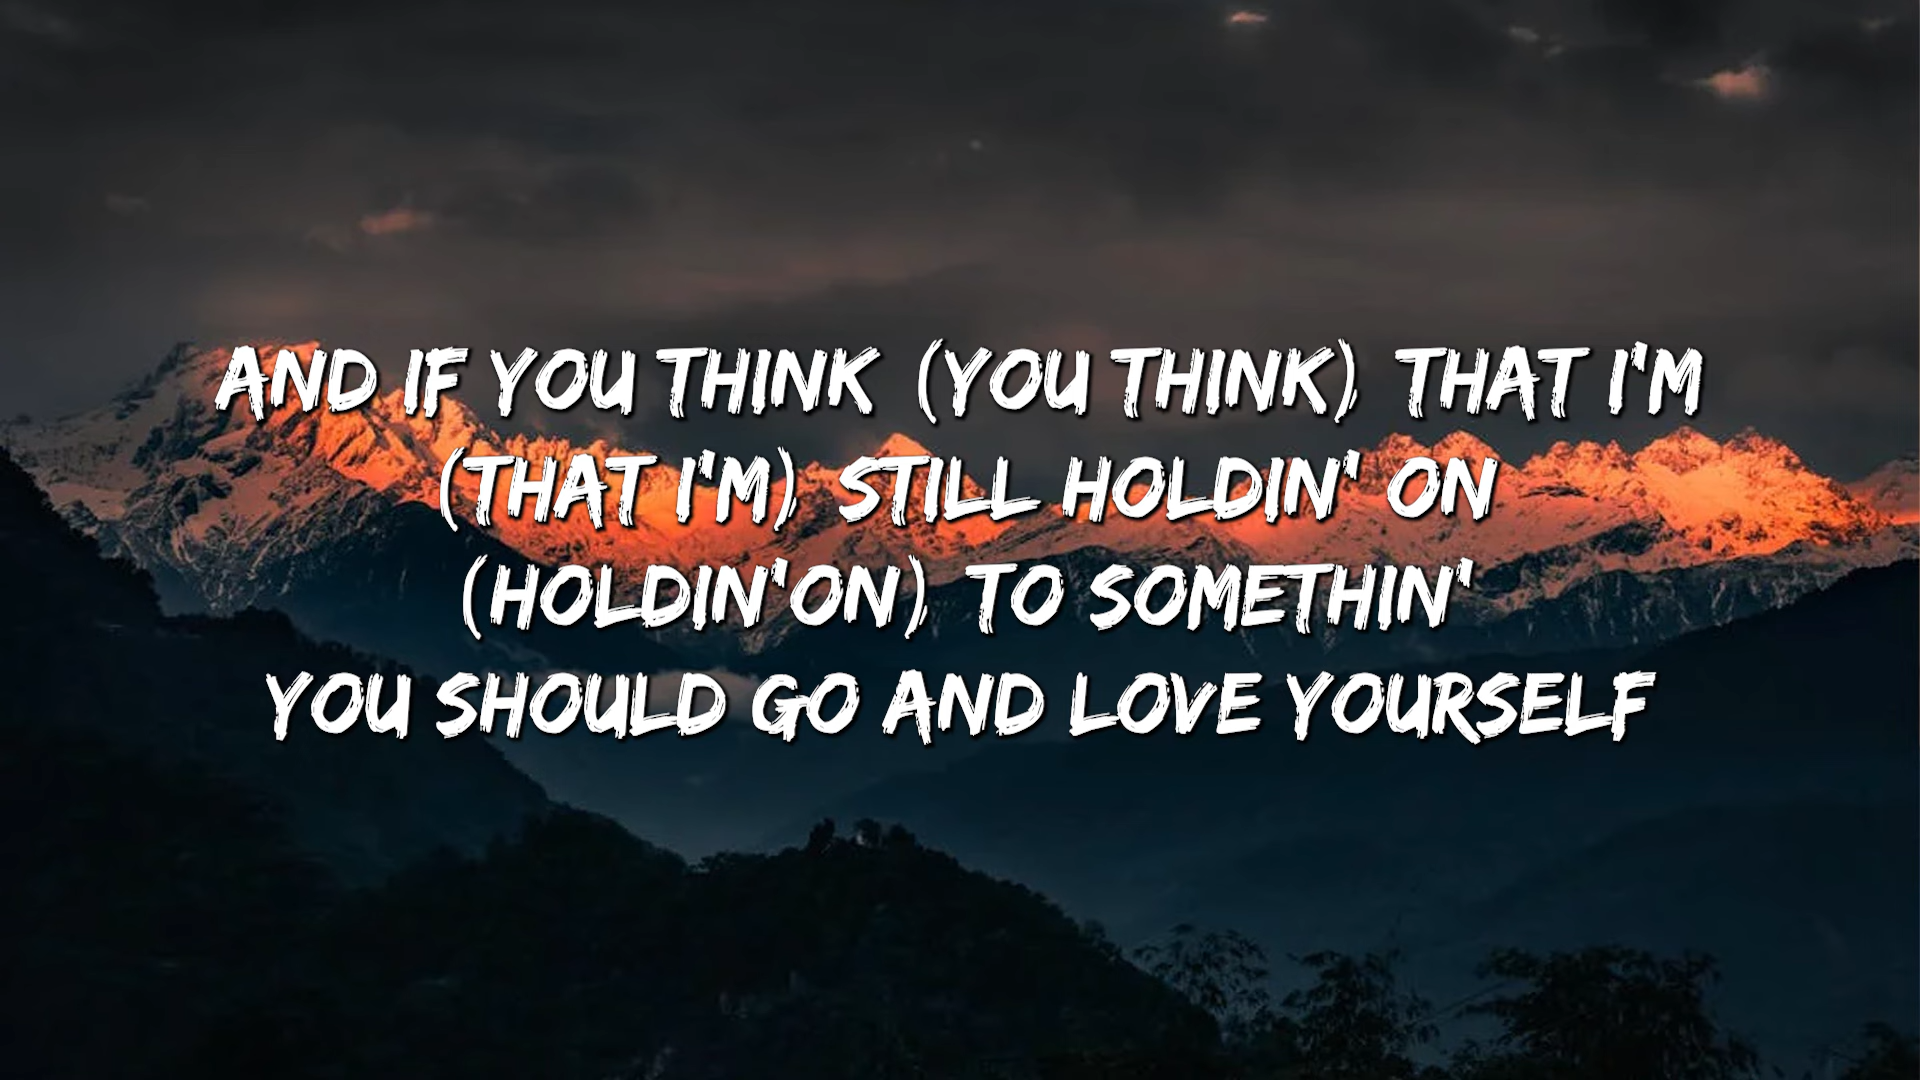 AND IF YOU THINK (YOU THINK) THAT I'M
(THAT I'M) STILL HOLDIN' ON
(HOLDIN'ON) TO SOMETHIN'
YOU SHOULD GO AND LOVE YOURSELF